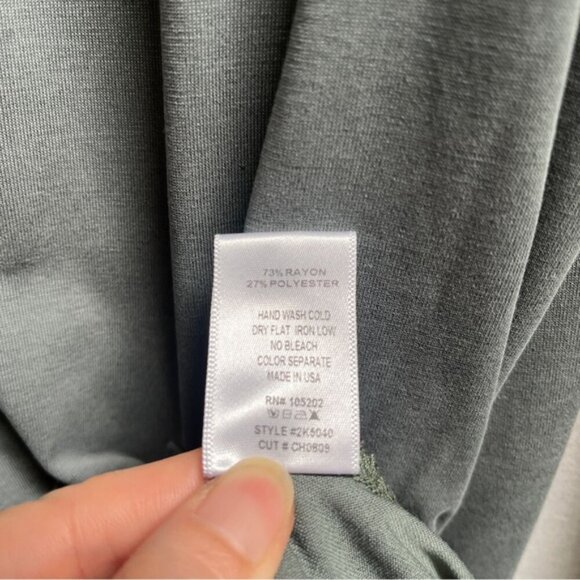 73% RAYON
27% POLYESTER
HAND WASH COLD
DRY FLAT IRON LOW
NO BLEACH
COLOR SEPARATE
MADE IN USA
RN# 105202
STYLE #2K5040
CUT # CH0809